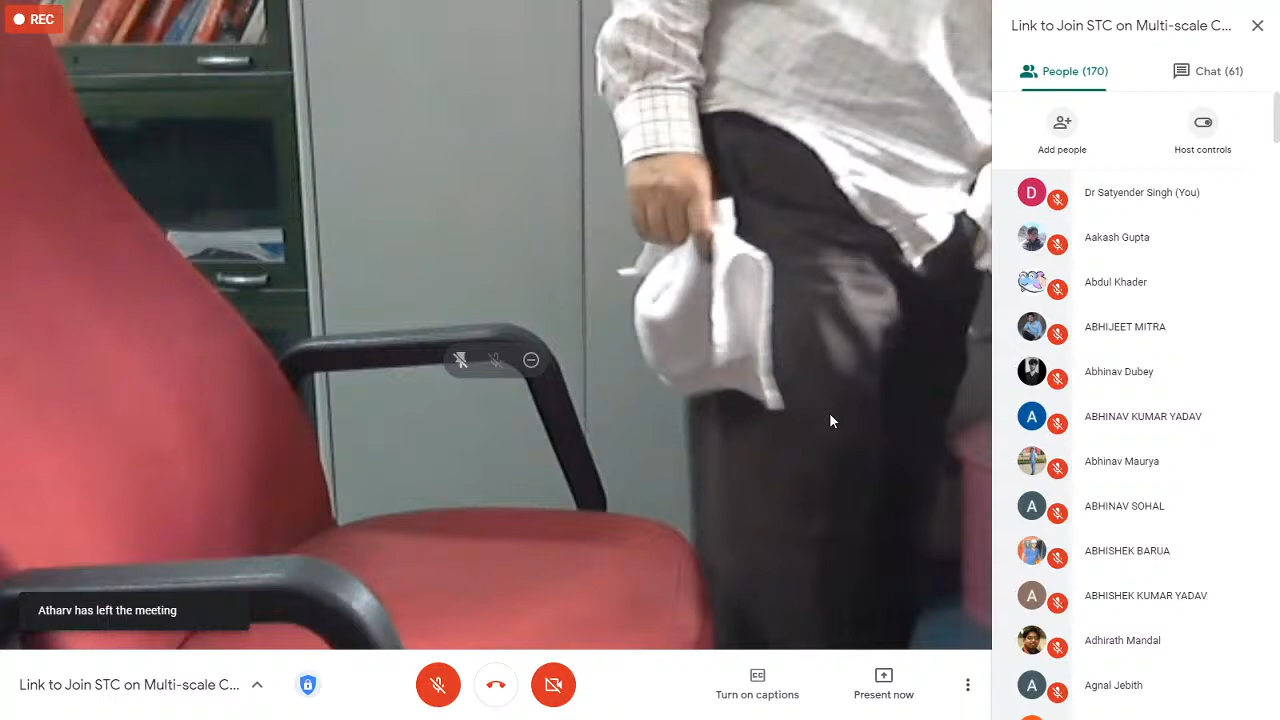 REC
Link to Join STC on Multi-scale C...
People (170)
Chat (61)
Add people
Host controls
D
Dr Satyender Singh (You)
Aakash Gupta
Abdul Khader
ABHIJEET MITRA
Abhinav Dubey
A
ABHINAV KUMAR YADAV
Abhinav Maurya
A
ABHINAV SOHAL
ABHISHEK BARUA
A
ABHISHEK KUMAR YADAV
Adhirath Mandal
A
Agnal Jebith
Atharv has left the meeting
Link to Join STC on Multi-scale C...
CC
Turn on captions
Present now